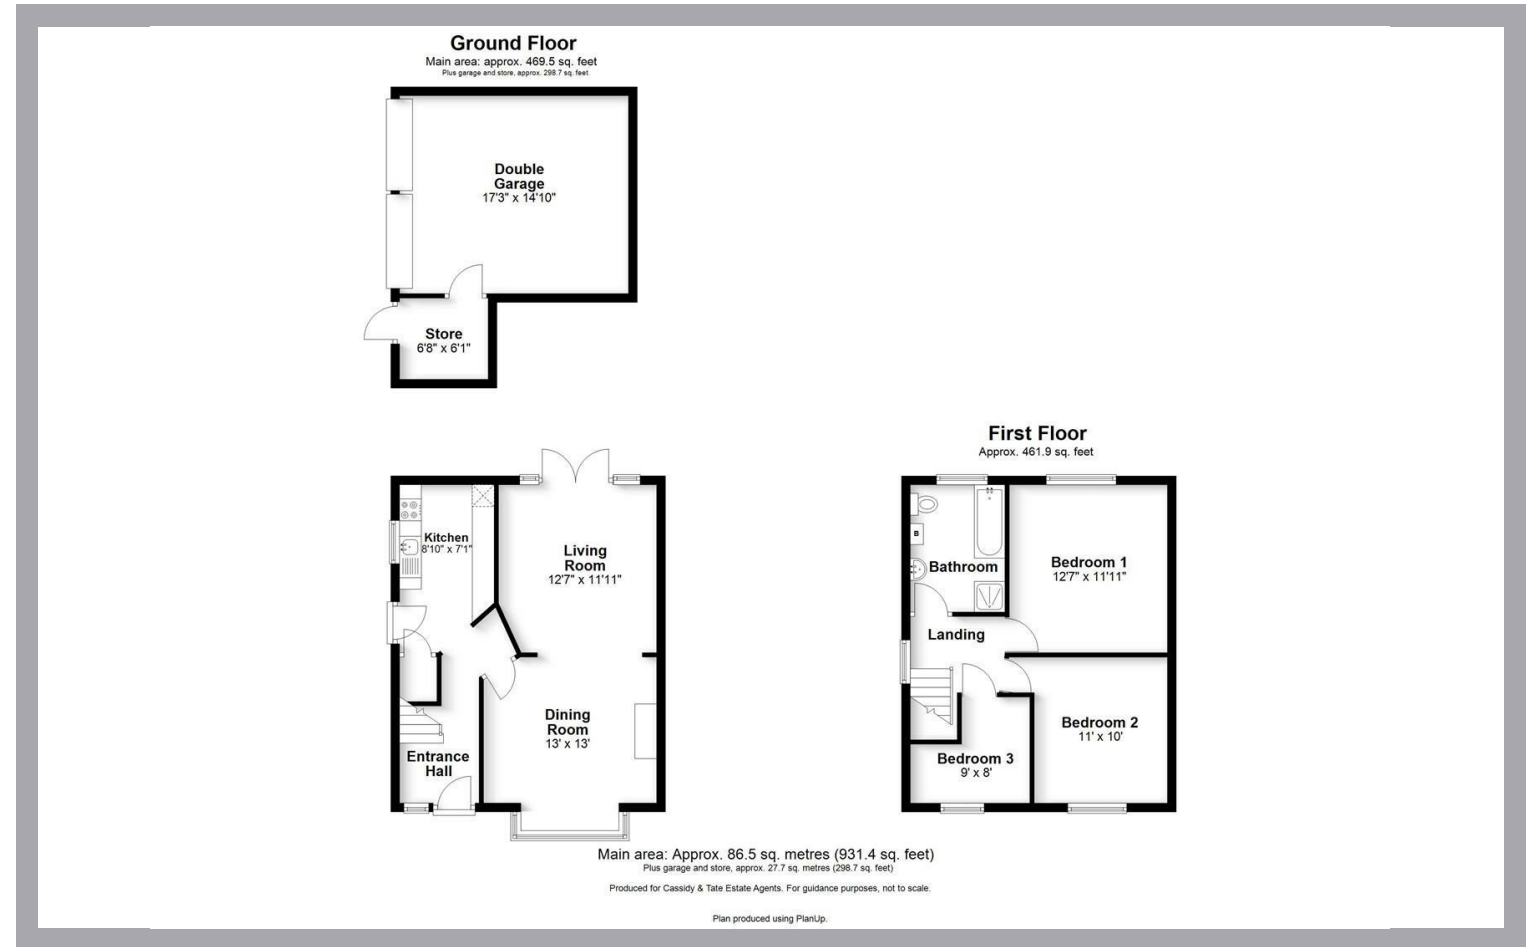 Ground Floor
Main area: approx. 469.5 sq. feet
Plus garage and store, approx. 298.7 sq. feet
Double
Garage
17'3" x 14'10"
Store
6'8" x 6'1"
Kitchen
8'10" x 7'1"
Living
Room
12'7" x 11'11"
Dining
Room
13' x 13'
Entrance
Hall
First Floor
Approx. 461.9 sq. feet
Bathroom
Bedroom 1
12'7" x 11'11"
Landing
Bedroom 2
11' x 10'
Bedroom 3
9' x 8'
Main area: Approx. 86.5 sq. metres (931.4 sq. feet)
Plus garage and store, approx. 27.7 sq. metres (298.7 sq. feet)
Produced for Cassidy & Tate Estate Agents. For guidance purposes, not to scale.
Plan produced using PlanUp.